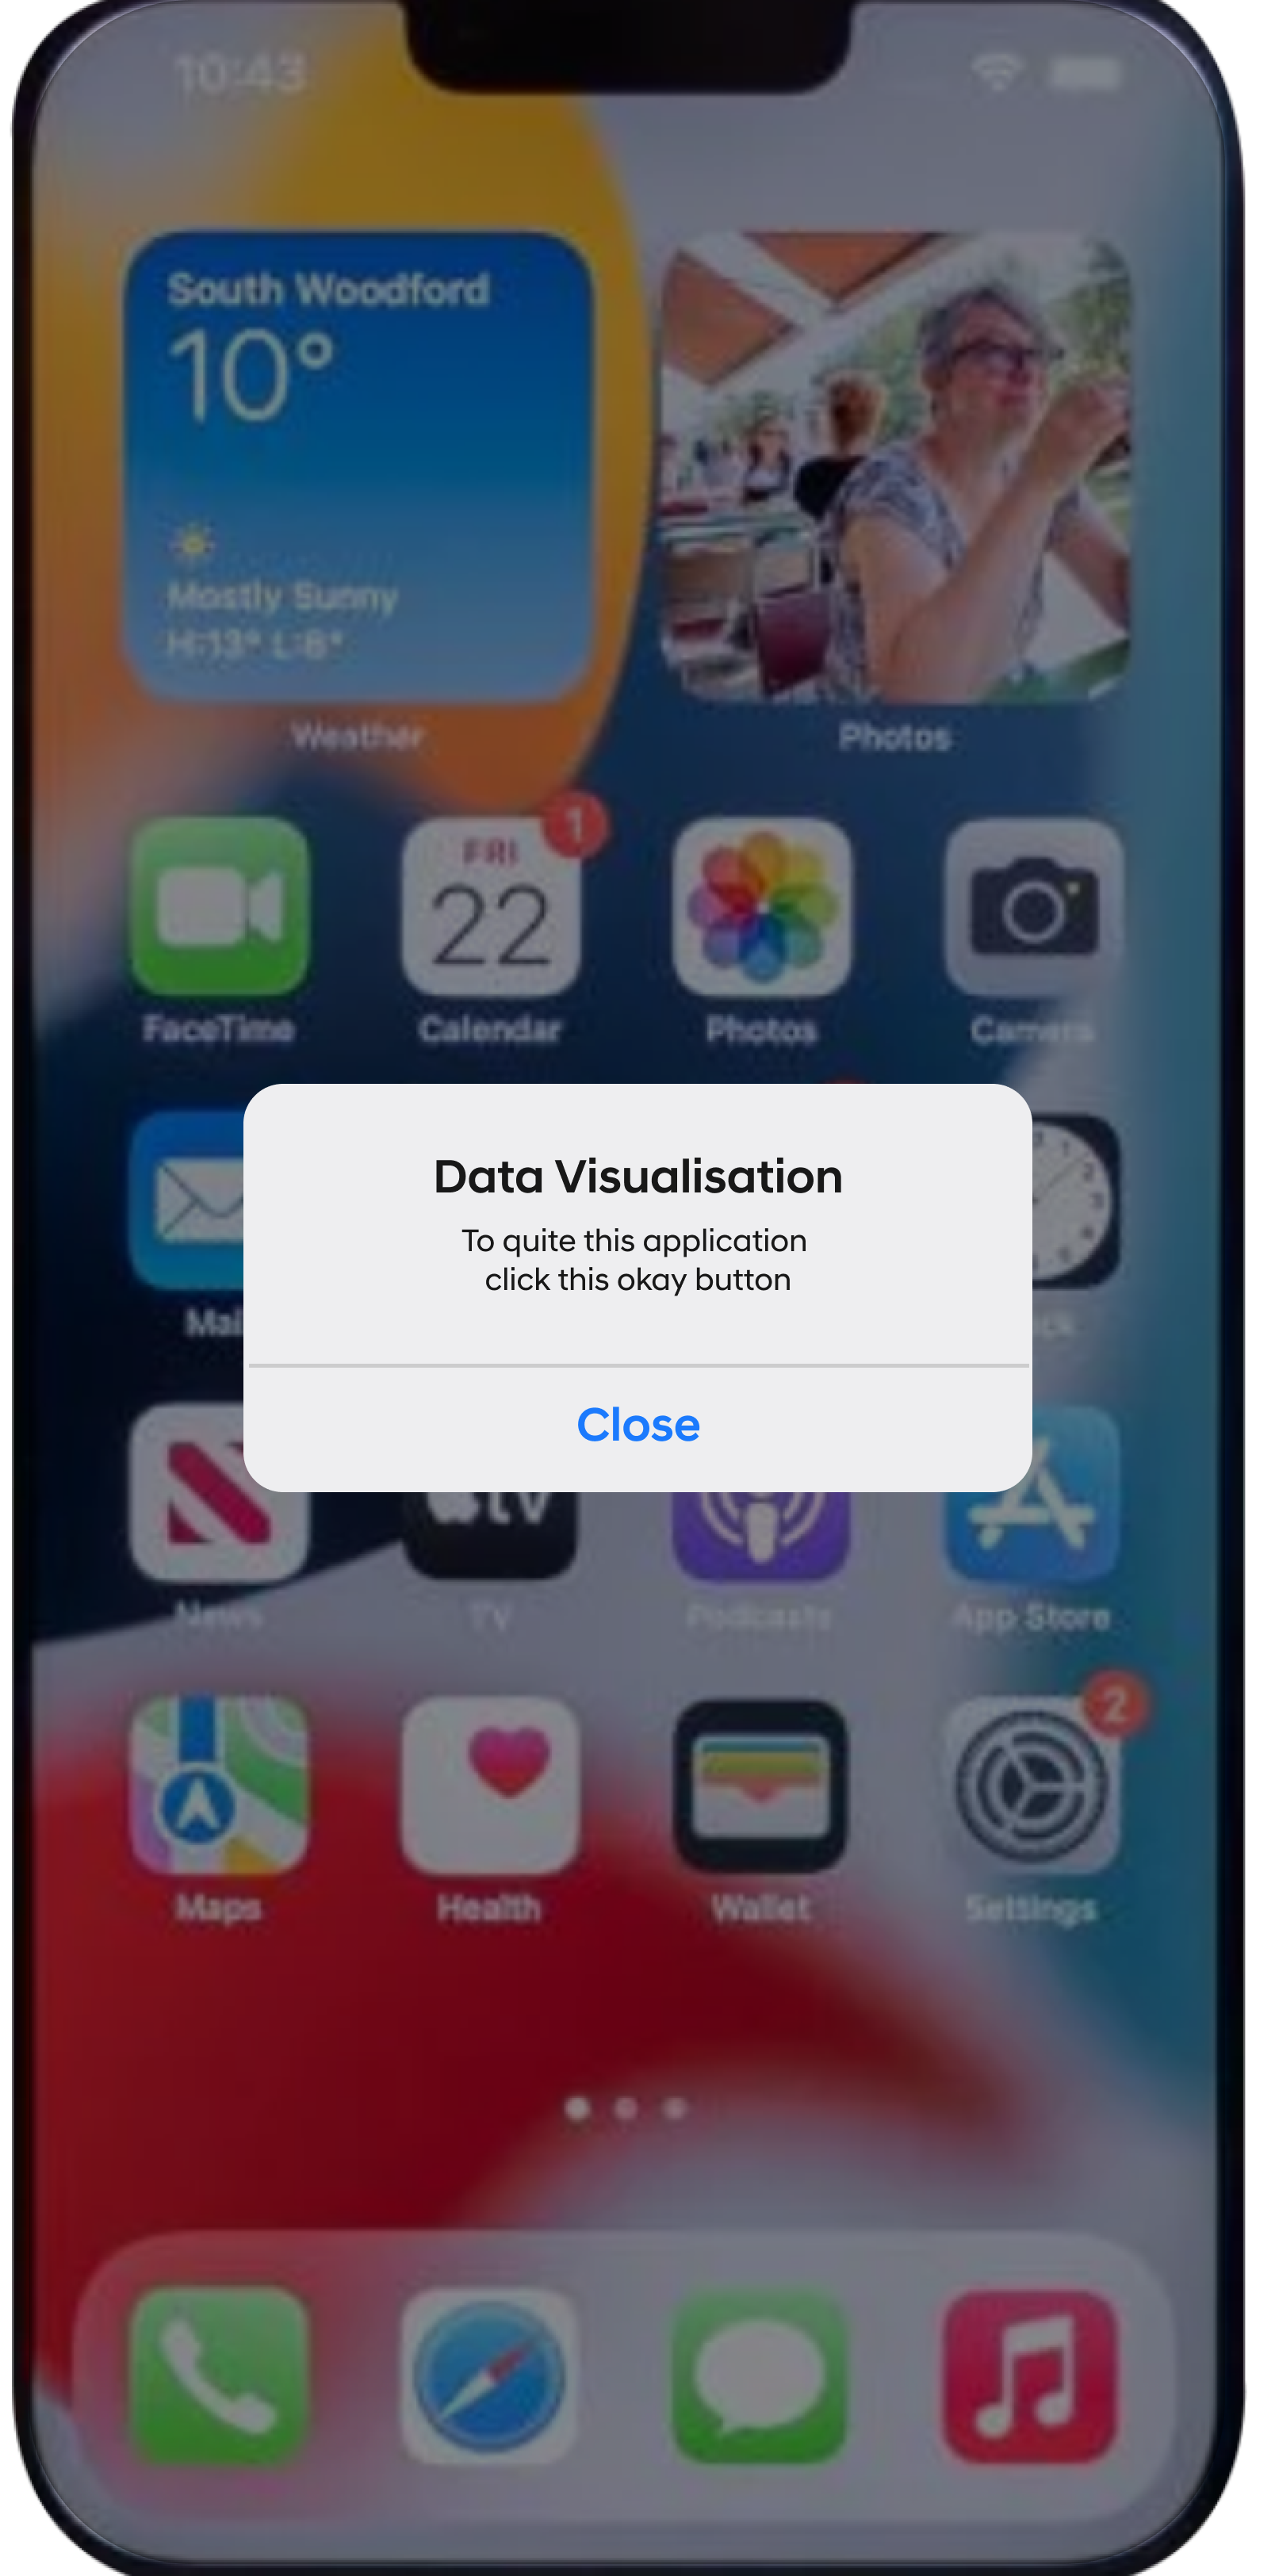 10:43
South Woodford
10°
Mostly Sunny
H:13° L:8°
Weather
Photos
1
FRI
22
FaceTime
Calendar
Photos
Camera
Data Visualisation
To quite this application
click this okay button
Close
tv
News
TV
Podcasts
App Store
2
Maps
Health
Wallet
Settings